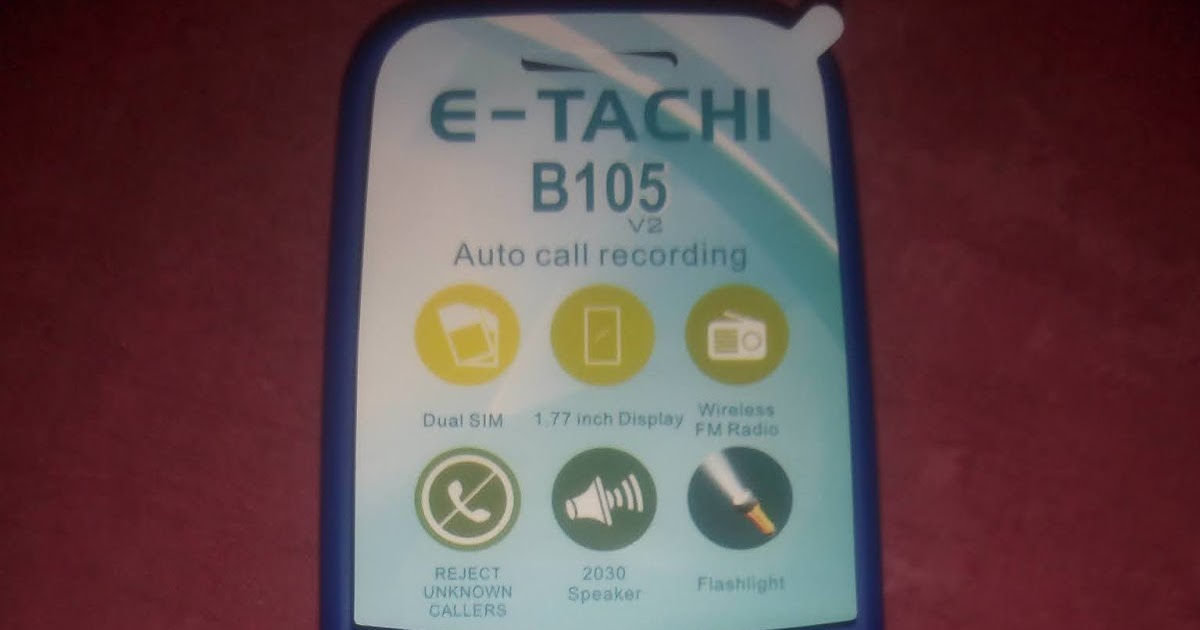 E-TACHI
B105
V2
Auto call recording
Dual SIM
1.77 inch Display
Wireless
FM Radio
REJECT
UNKNOWN
CALLERS
2030
Speaker
Flashlight